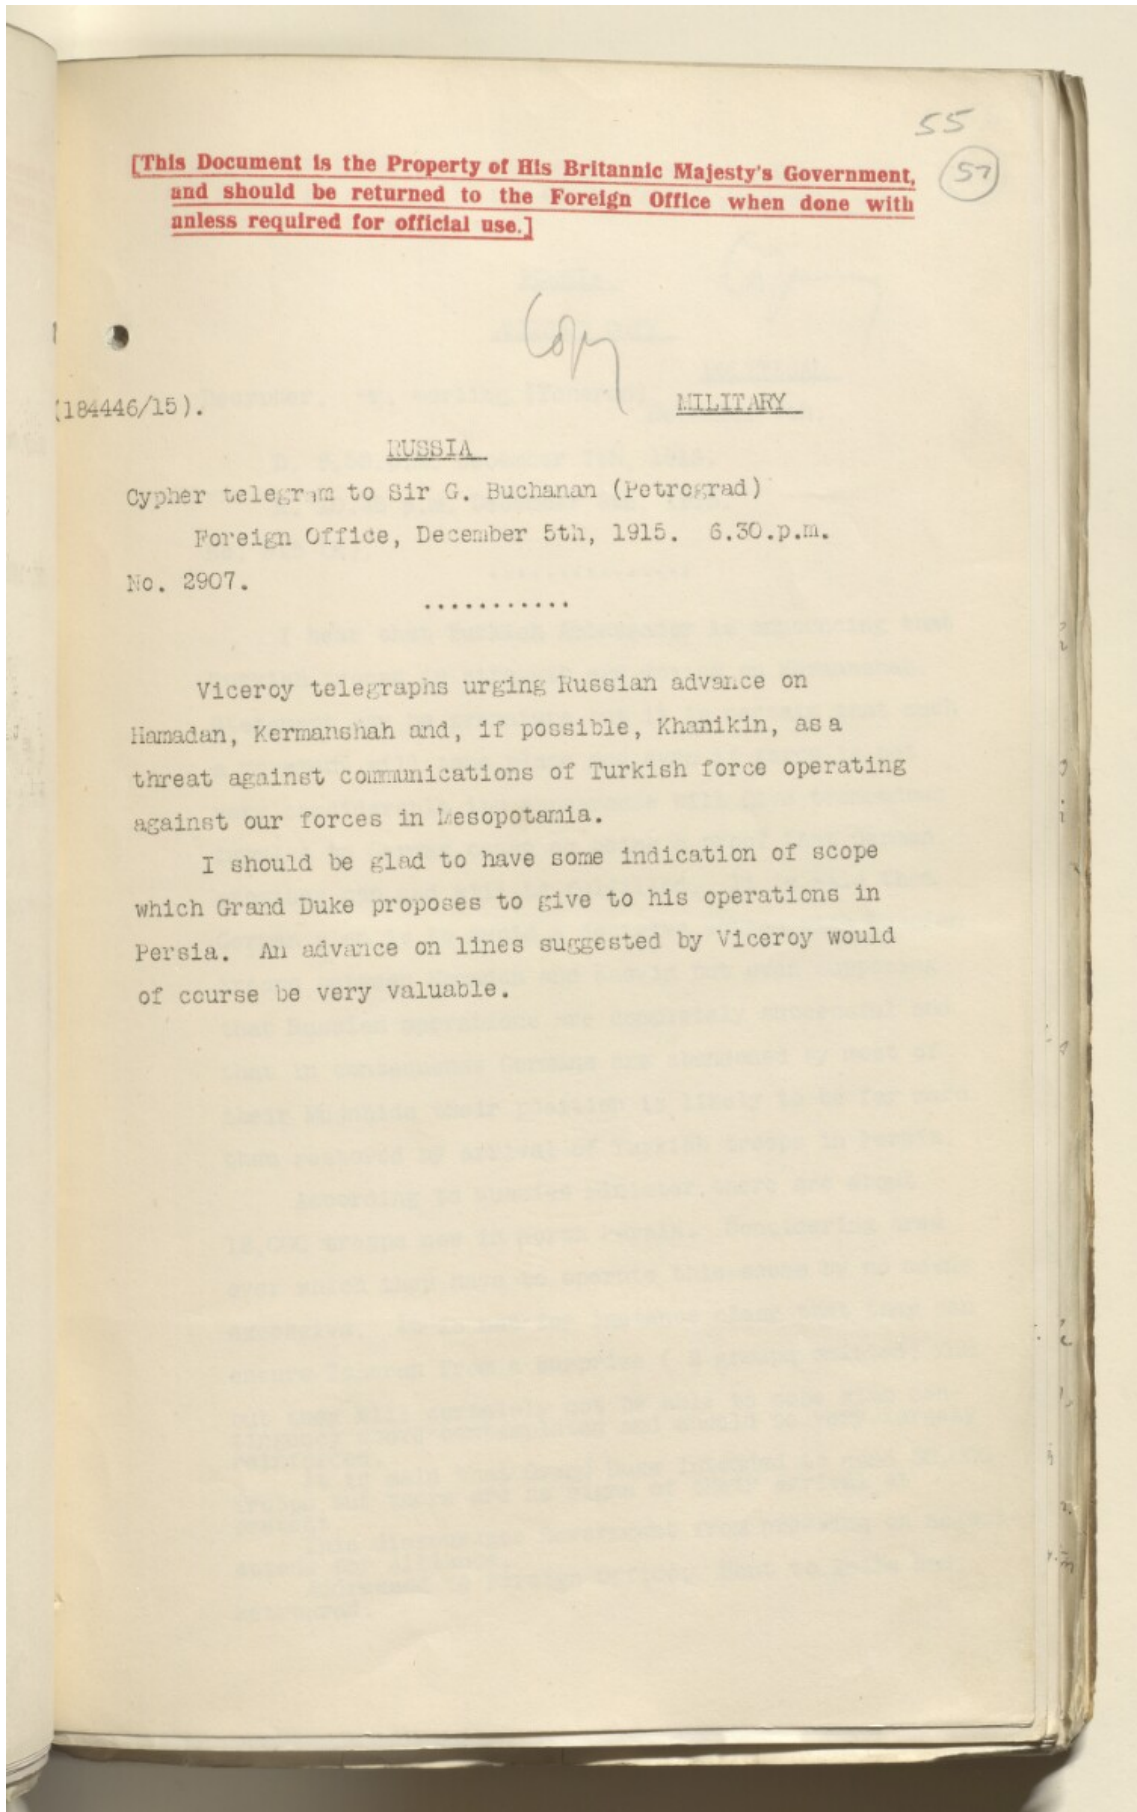 55
57
[This Document is the Property of His Britannic Majesty's Government,
and should be returned to the Foreign Office when done with
unless required for official use.]
Copy
(184446/15).
MILITARY
RUSSIA
Cypher telegram to Sir G. Buchanan (Petrograd)
Foreign Office, December 5th, 1915. 6.30.p.m.
No. 2907.
...........
Viceroy telegraphs urging Russian advance on
Hamadan, Kermanshah and, if possible, Khanikin, as a
threat against communications of Turkish force operating
against our forces in Mesopotamia.
I should be glad to have some indication of scope
which Grand Duke proposes to give to his operations in
Persia. An advance on lines suggested by Viceroy would
of course be very valuable.